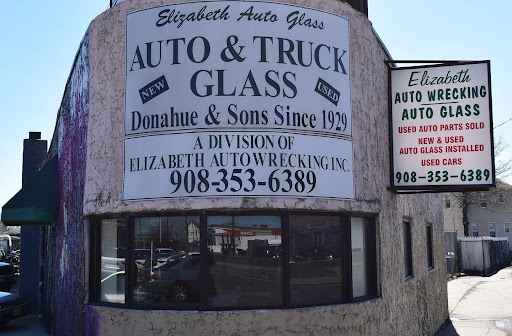 Elizabeth Auto Glass
AUTO & TRUCK
GLASS
NEW
USED
Donahue & Sons Since 1929
A DIVISION OF
ELIZABETH AUTO WRECKING INC.
908-353-6389
Elizabeth
AUTO WRECKING
AUTO GLASS
USED AUTO PARTS SOLD
NEW & USED
AUTO GLASS INSTALLED
USED CARS
908-353-6389